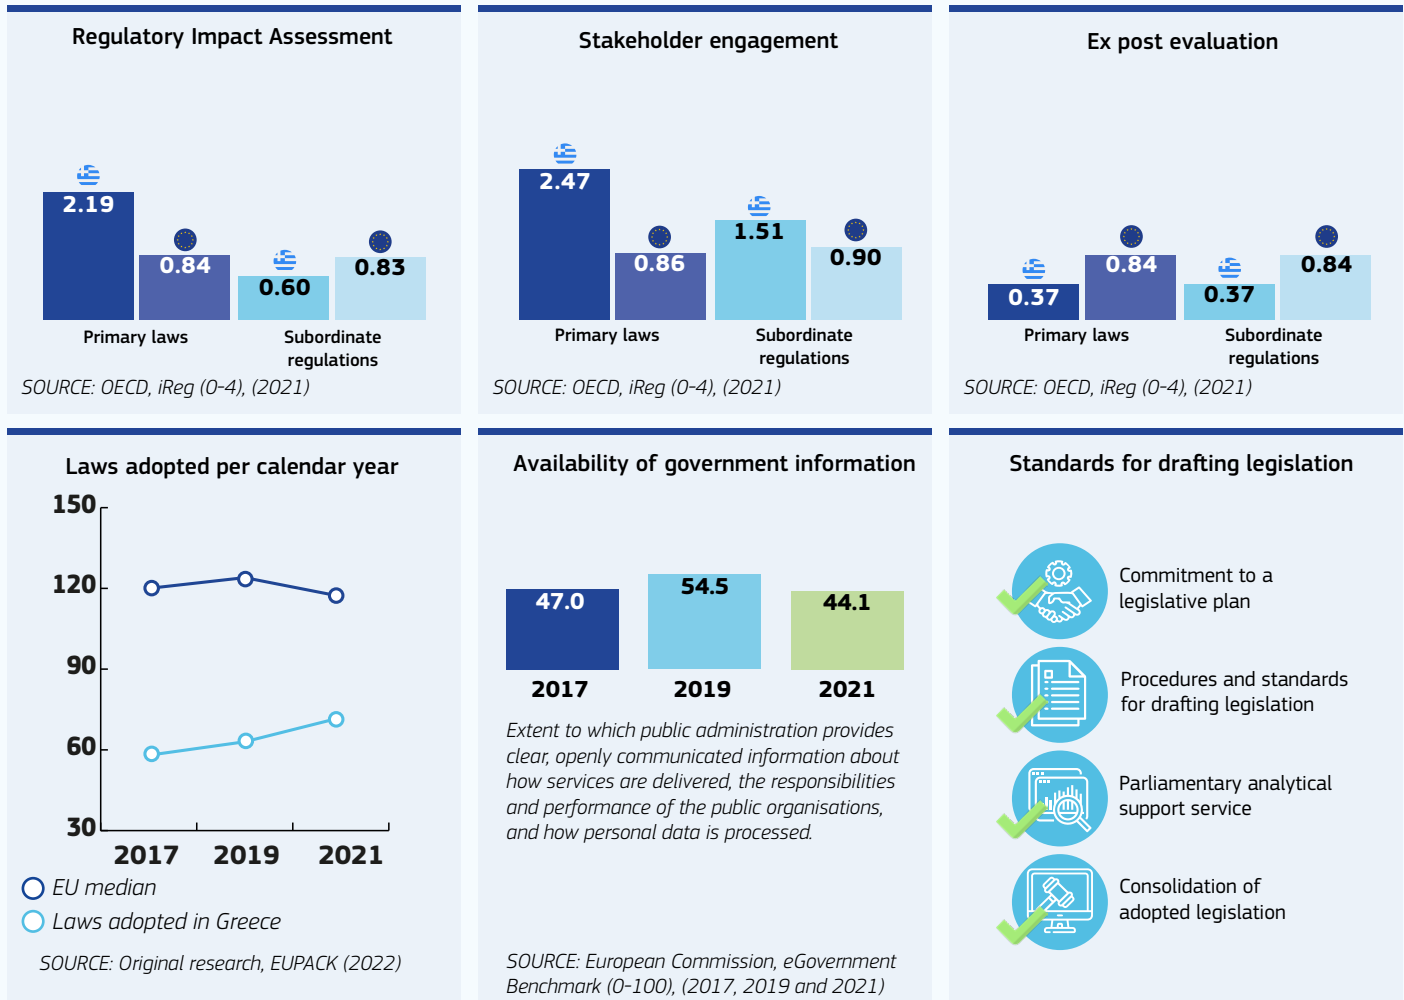 Regulatory Impact Assessment
2.19
0.84
0.60
0.83
Primary laws
Subordinate
regulations
SOURCE: OECD, iReg (0-4), (2021)
Stakeholder engagement
2.47
0.86
1.51
0.90
Primary laws
Subordinate
regulations
SOURCE: OECD, iReg (0-4), (2021)
Ex post evaluation
0.37
0.84
0.37
0.84
Primary laws
Subordinate
regulations
SOURCE: OECD, iReg (0-4), (2021)
Laws adopted per calendar year
150
120
90
60
30
2017 2019 2021
EU median
Laws adopted in Greece
SOURCE: Original research, EUPACK (2022)
Availability of government information
47.0
54.5
44.1
2017 2019 2021
Extent to which public administration provides
clear, openly communicated information about
how services are delivered, the responsibilities
and performance of the public organisations,
and how personal data is processed.
SOURCE: European Commission, eGovernment
Benchmark (0-100), (2017, 2019 and 2021)
Standards for drafting legislation
Commitment to a
legislative plan
Procedures and standards
for drafting legislation
Parliamentary analytical
support service
Consolidation of
adopted legislation